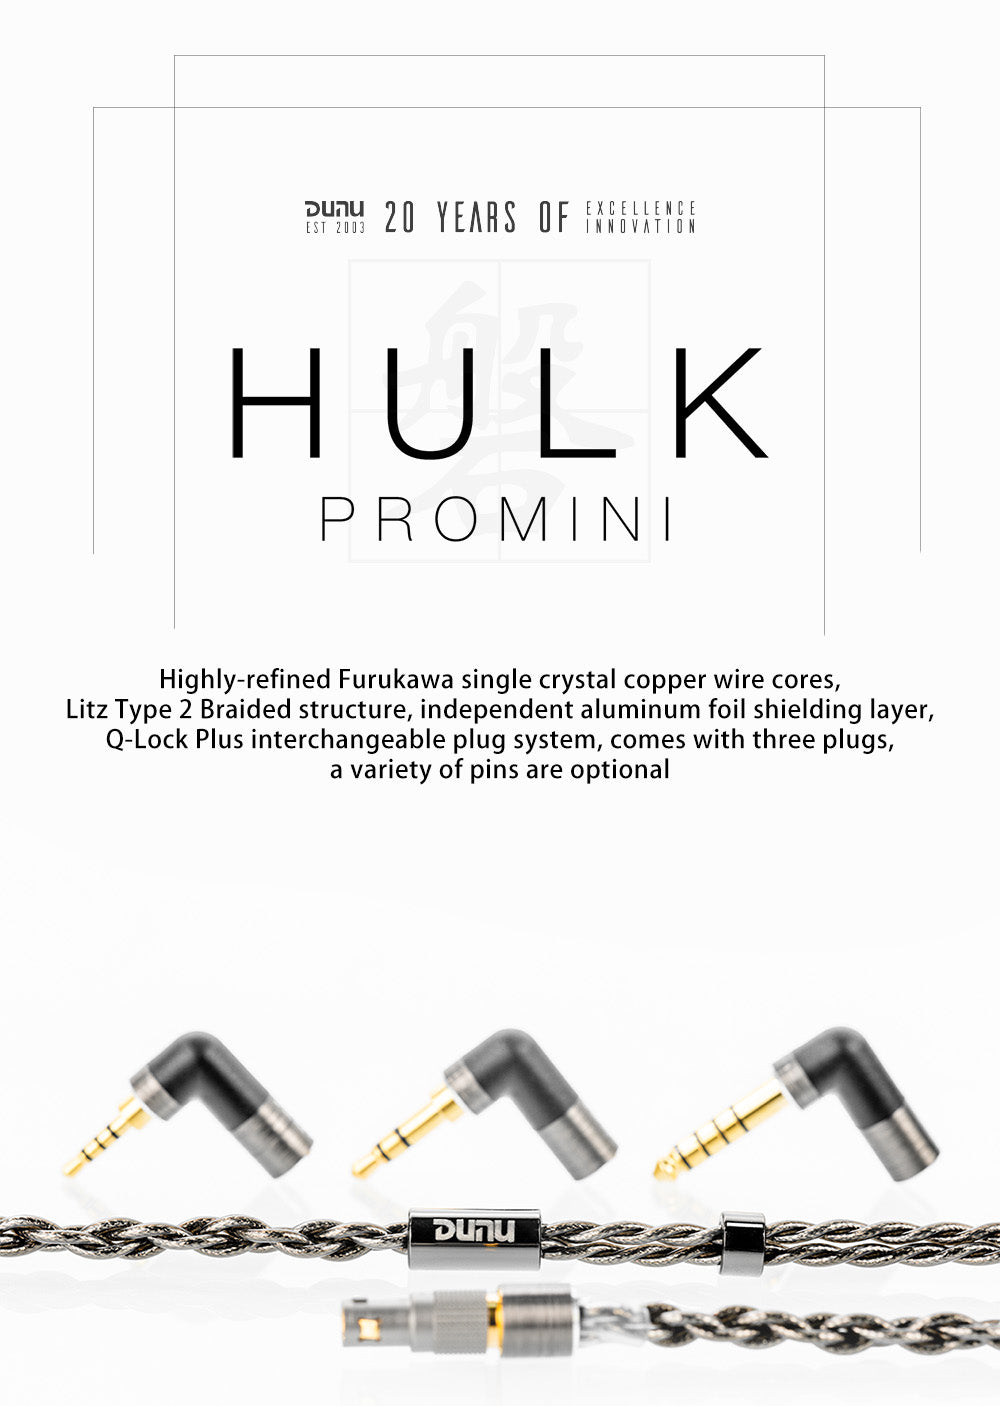 DUNU
EST 2003
20 YEARS OF
EXCELLENCE
INNOVATION
磐
HULK
PROMINI
Highly-refined Furukawa single crystal copper wire cores,
Litz Type 2 Braided structure, independent aluminum foil shielding layer,
Q-Lock Plus interchangeable plug system, comes with three plugs,
a variety of pins are optional
DUNU